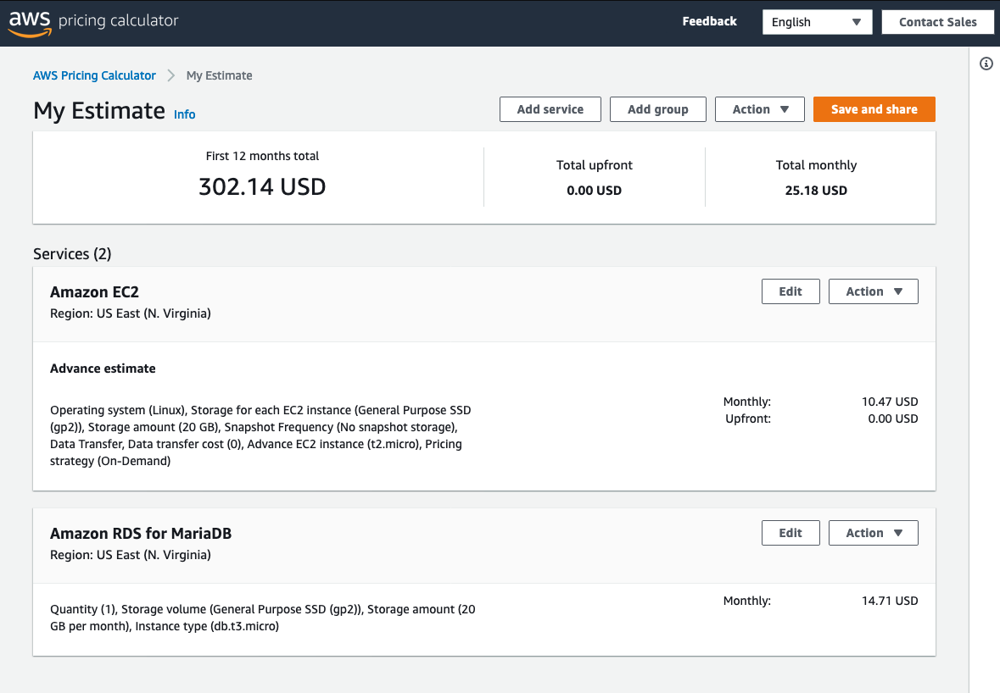 aws pricing calculator
Feedback
English
Contact Sales
AWS Pricing Calculator
My Estimate
My Estimate Info
Add service
Add group
Action
Save and share
First 12 months total
302.14 USD
Total upfront
0.00 USD
Total monthly
25.18 USD
Services (2)
Amazon EC2
Region: US East (N. Virginia)
Edit
Action
Advance estimate
Operating system (Linux), Storage for each EC2 instance (General Purpose SSD
(gp2)), Storage amount (20 GB), Snapshot Frequency (No snapshot storage),
Data Transfer, Data transfer cost (0), Advance EC2 instance (t2.micro), Pricing
strategy (On-Demand)
Monthly: 10.47 USD
Upfront: 0.00 USD
Amazon RDS for MariaDB
Region: US East (N. Virginia)
Edit
Action
Quantity (1), Storage volume (General Purpose SSD (gp2)), Storage amount (20
GB per month), Instance type (db.t3.micro)
Monthly: 14.71 USD